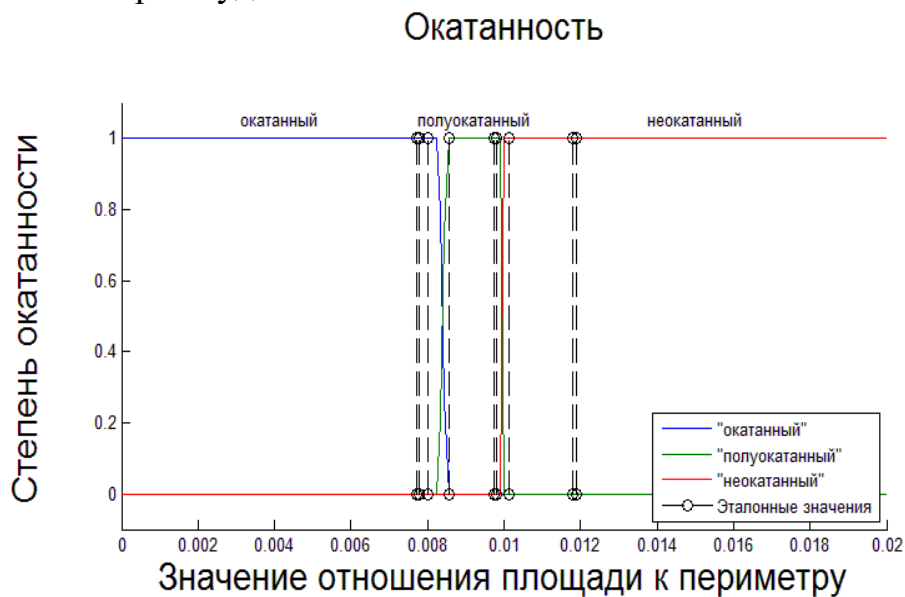 Окатанность
окатанный полуокатанный неокатанный
Степень окатанности
1
0.8
0.6
0.4
0.2
0
"окатанный"
"полуокатанный"
"неокатанный"
Эталонные значения
0 0.002 0.004 0.006 0.008 0.01 0.012 0.014 0.016 0.018 0.02
Значение отношения площади к периметру